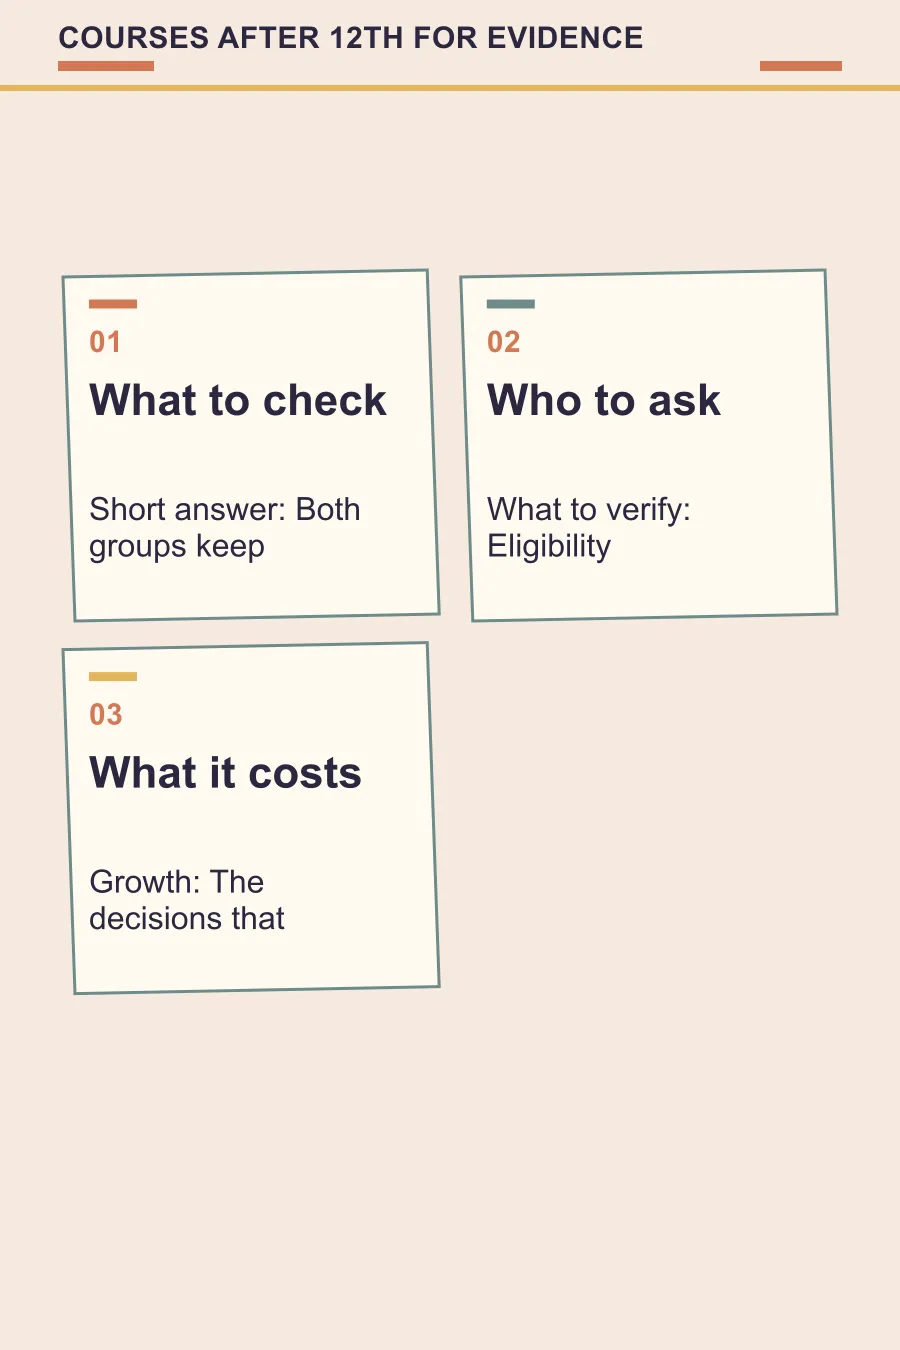 COURSES AFTER 12TH FOR EVIDENCE
01
What to check
Short answer: Both
groups keep
02
Who to ask
What to verify:
Eligibility
03
What it costs
Growth: The
decisions that